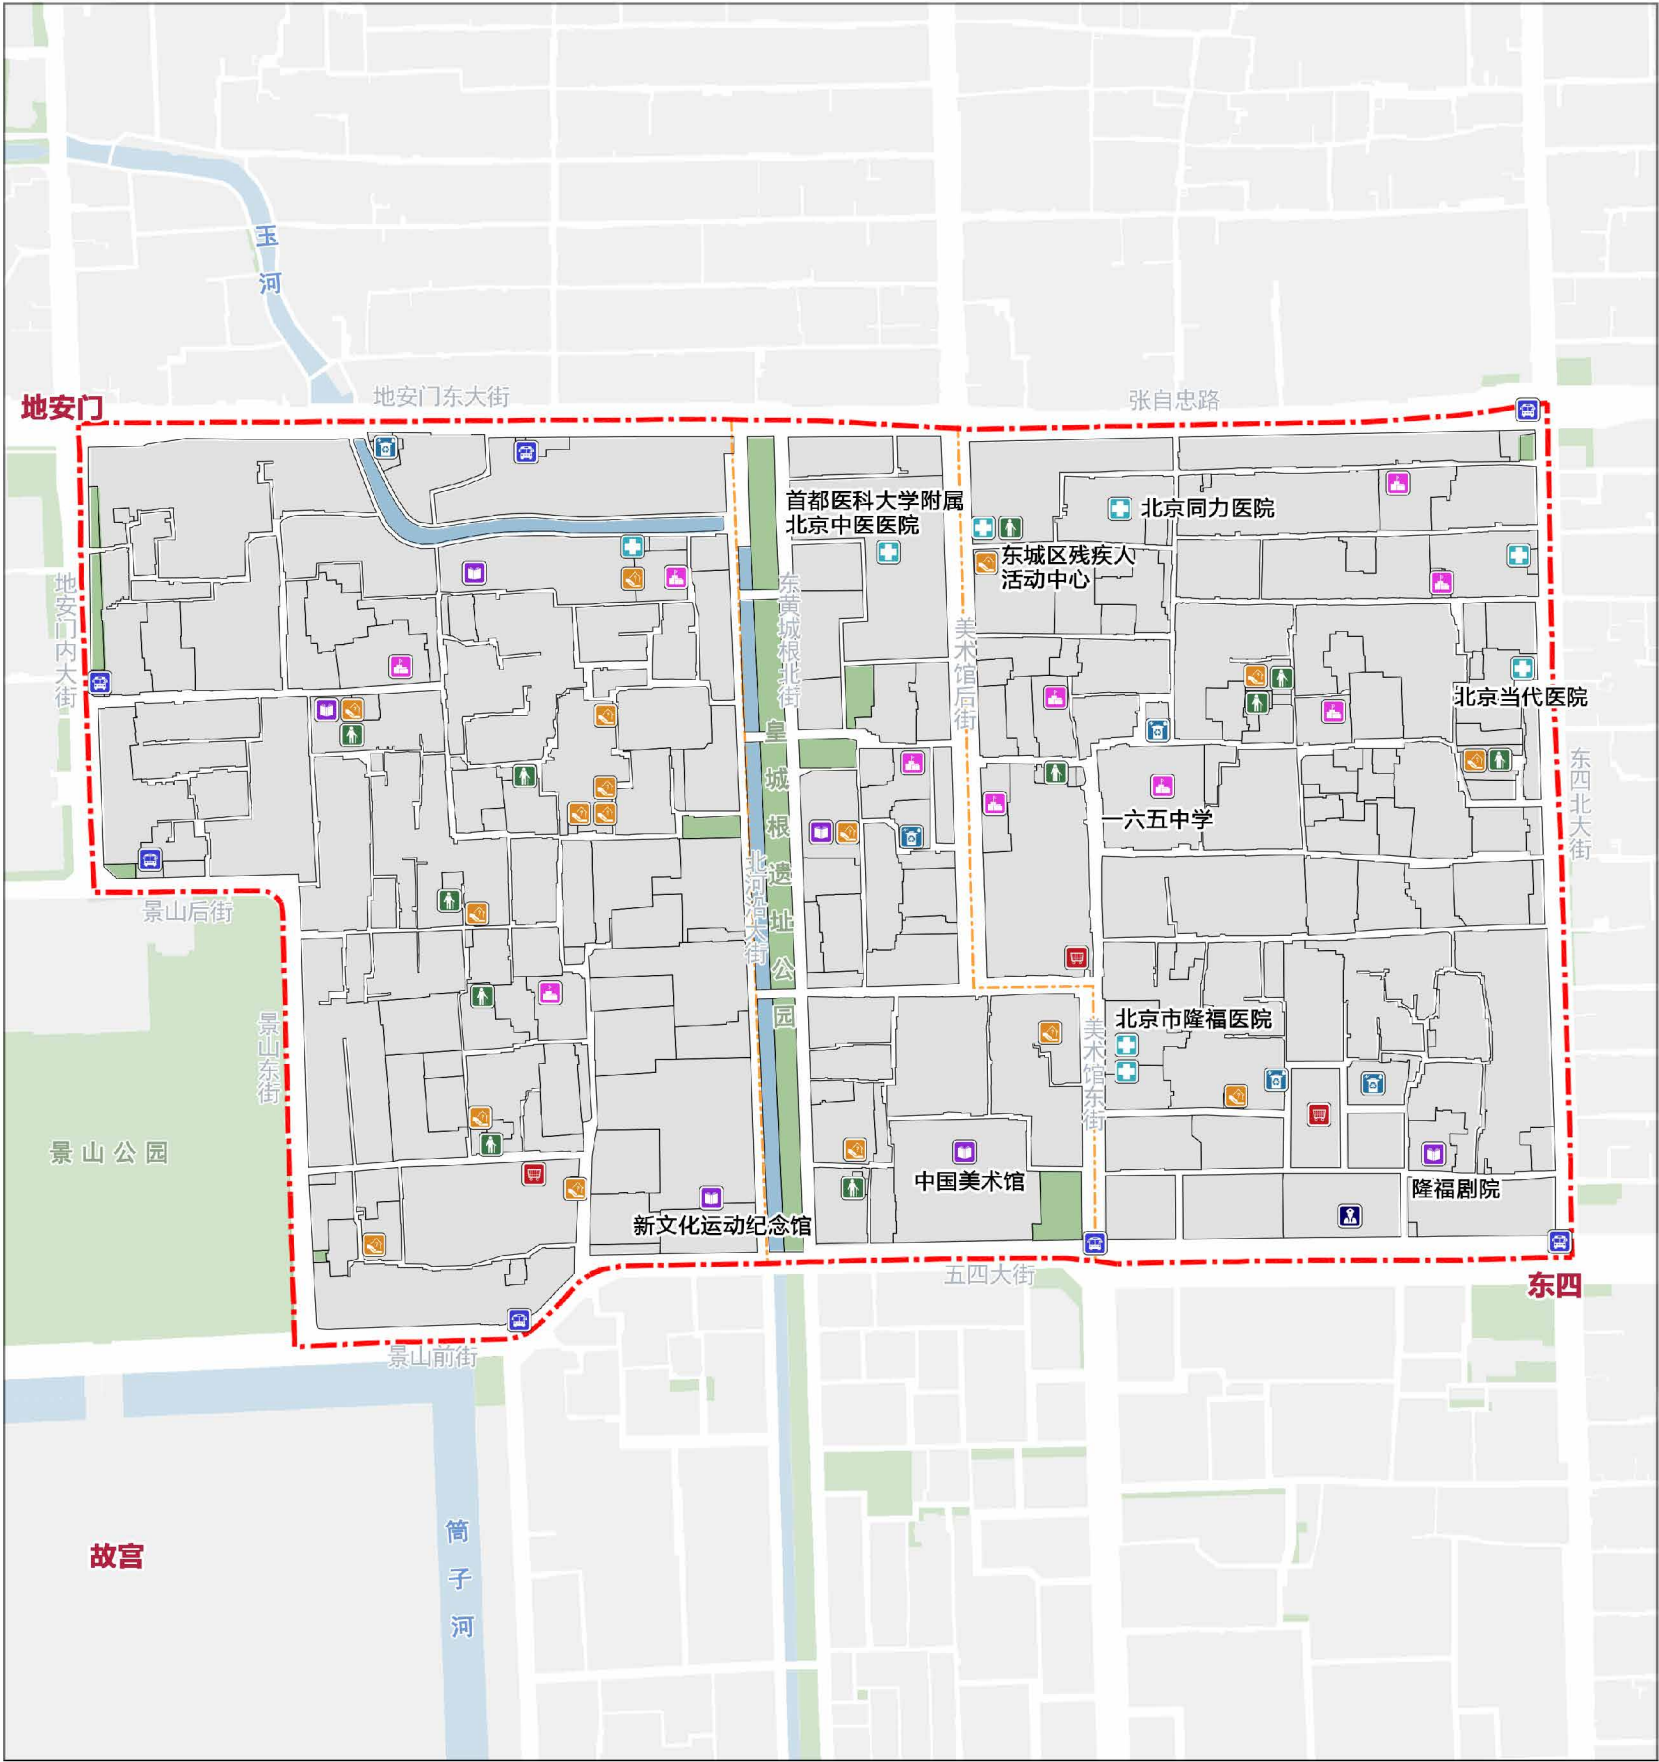 玉河
地安门
地安门东大街
张自忠路
首都医科大学附属
北京中医医院
北京同力医院
东城区残疾人
活动中心
地安门内大街
东黄城根北街
美术馆后街
北京当代医院
东四北大街
皇城根遗址公园
一六五中学
北河沿大街
景山后街
景山东街
北京市隆福医院
美术馆东街
景山公园
中国美术馆
隆福剧院
新文化运动纪念馆
五四大街
东四
景山前街
故宫
筒子河